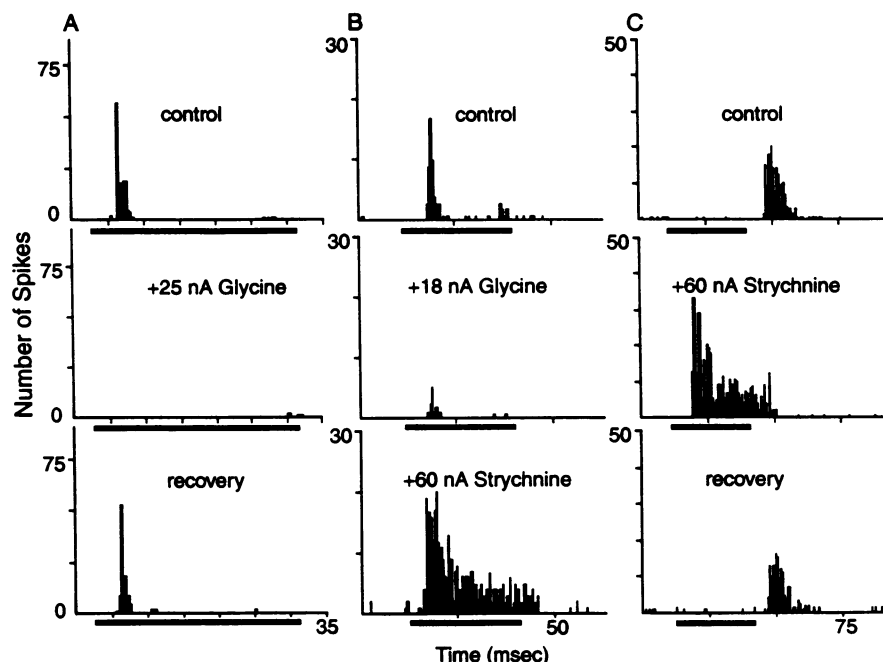 A
B
C
75
0
control
30
control
50
control
75
0
+25 nA Glycine
30
+18 nA Glycine
50
+60 nA Strychnine
Number of Spikes
75
0
recovery
35
30
+60 nA Strychnine
50
50
recovery
75
Time (msec)